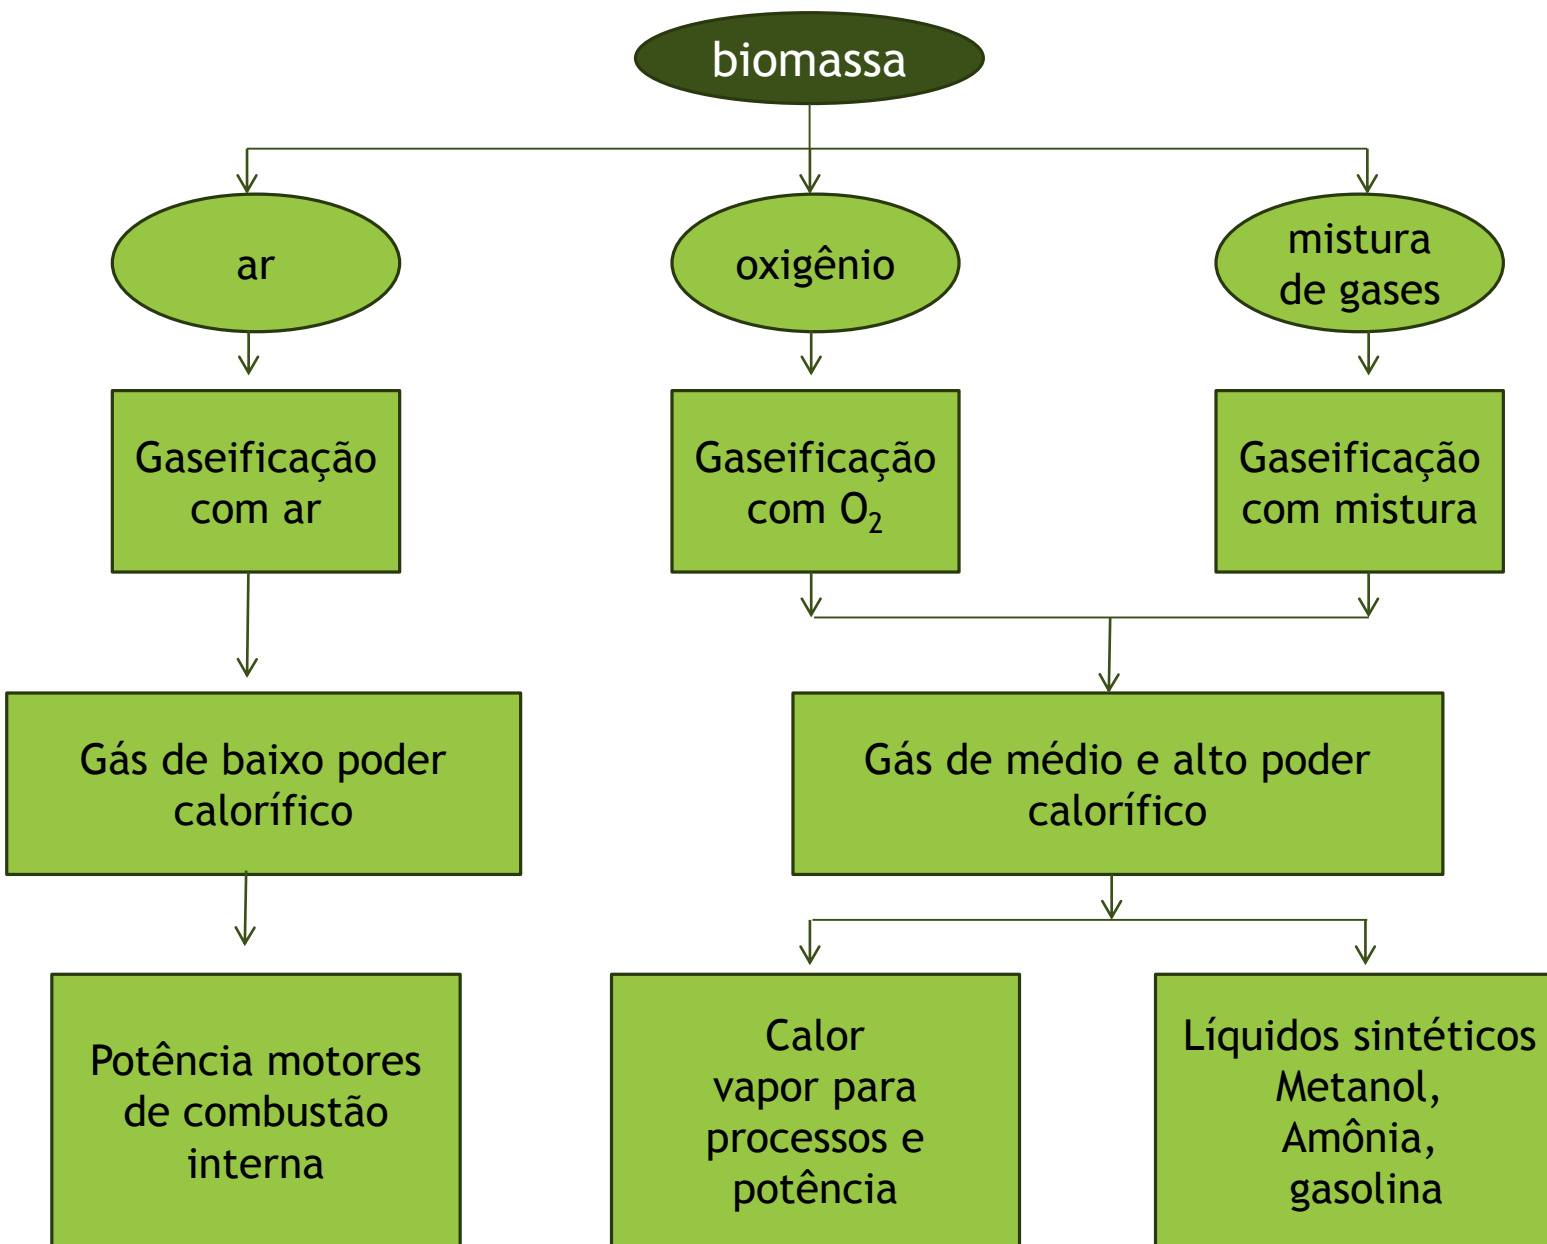 biomassa
ar
oxigênio
mistura
de gases
Gaseificação
com ar
Gaseificação
com O₂
Gaseificação
com mistura
Gás de baixo poder
calorífico
Gás de médio e alto poder
calorífico
Potência motores
de combustão
interna
Calor
vapor para
processos e
potência
Líquidos sintéticos
Metanol,
Amônia,
gasolina